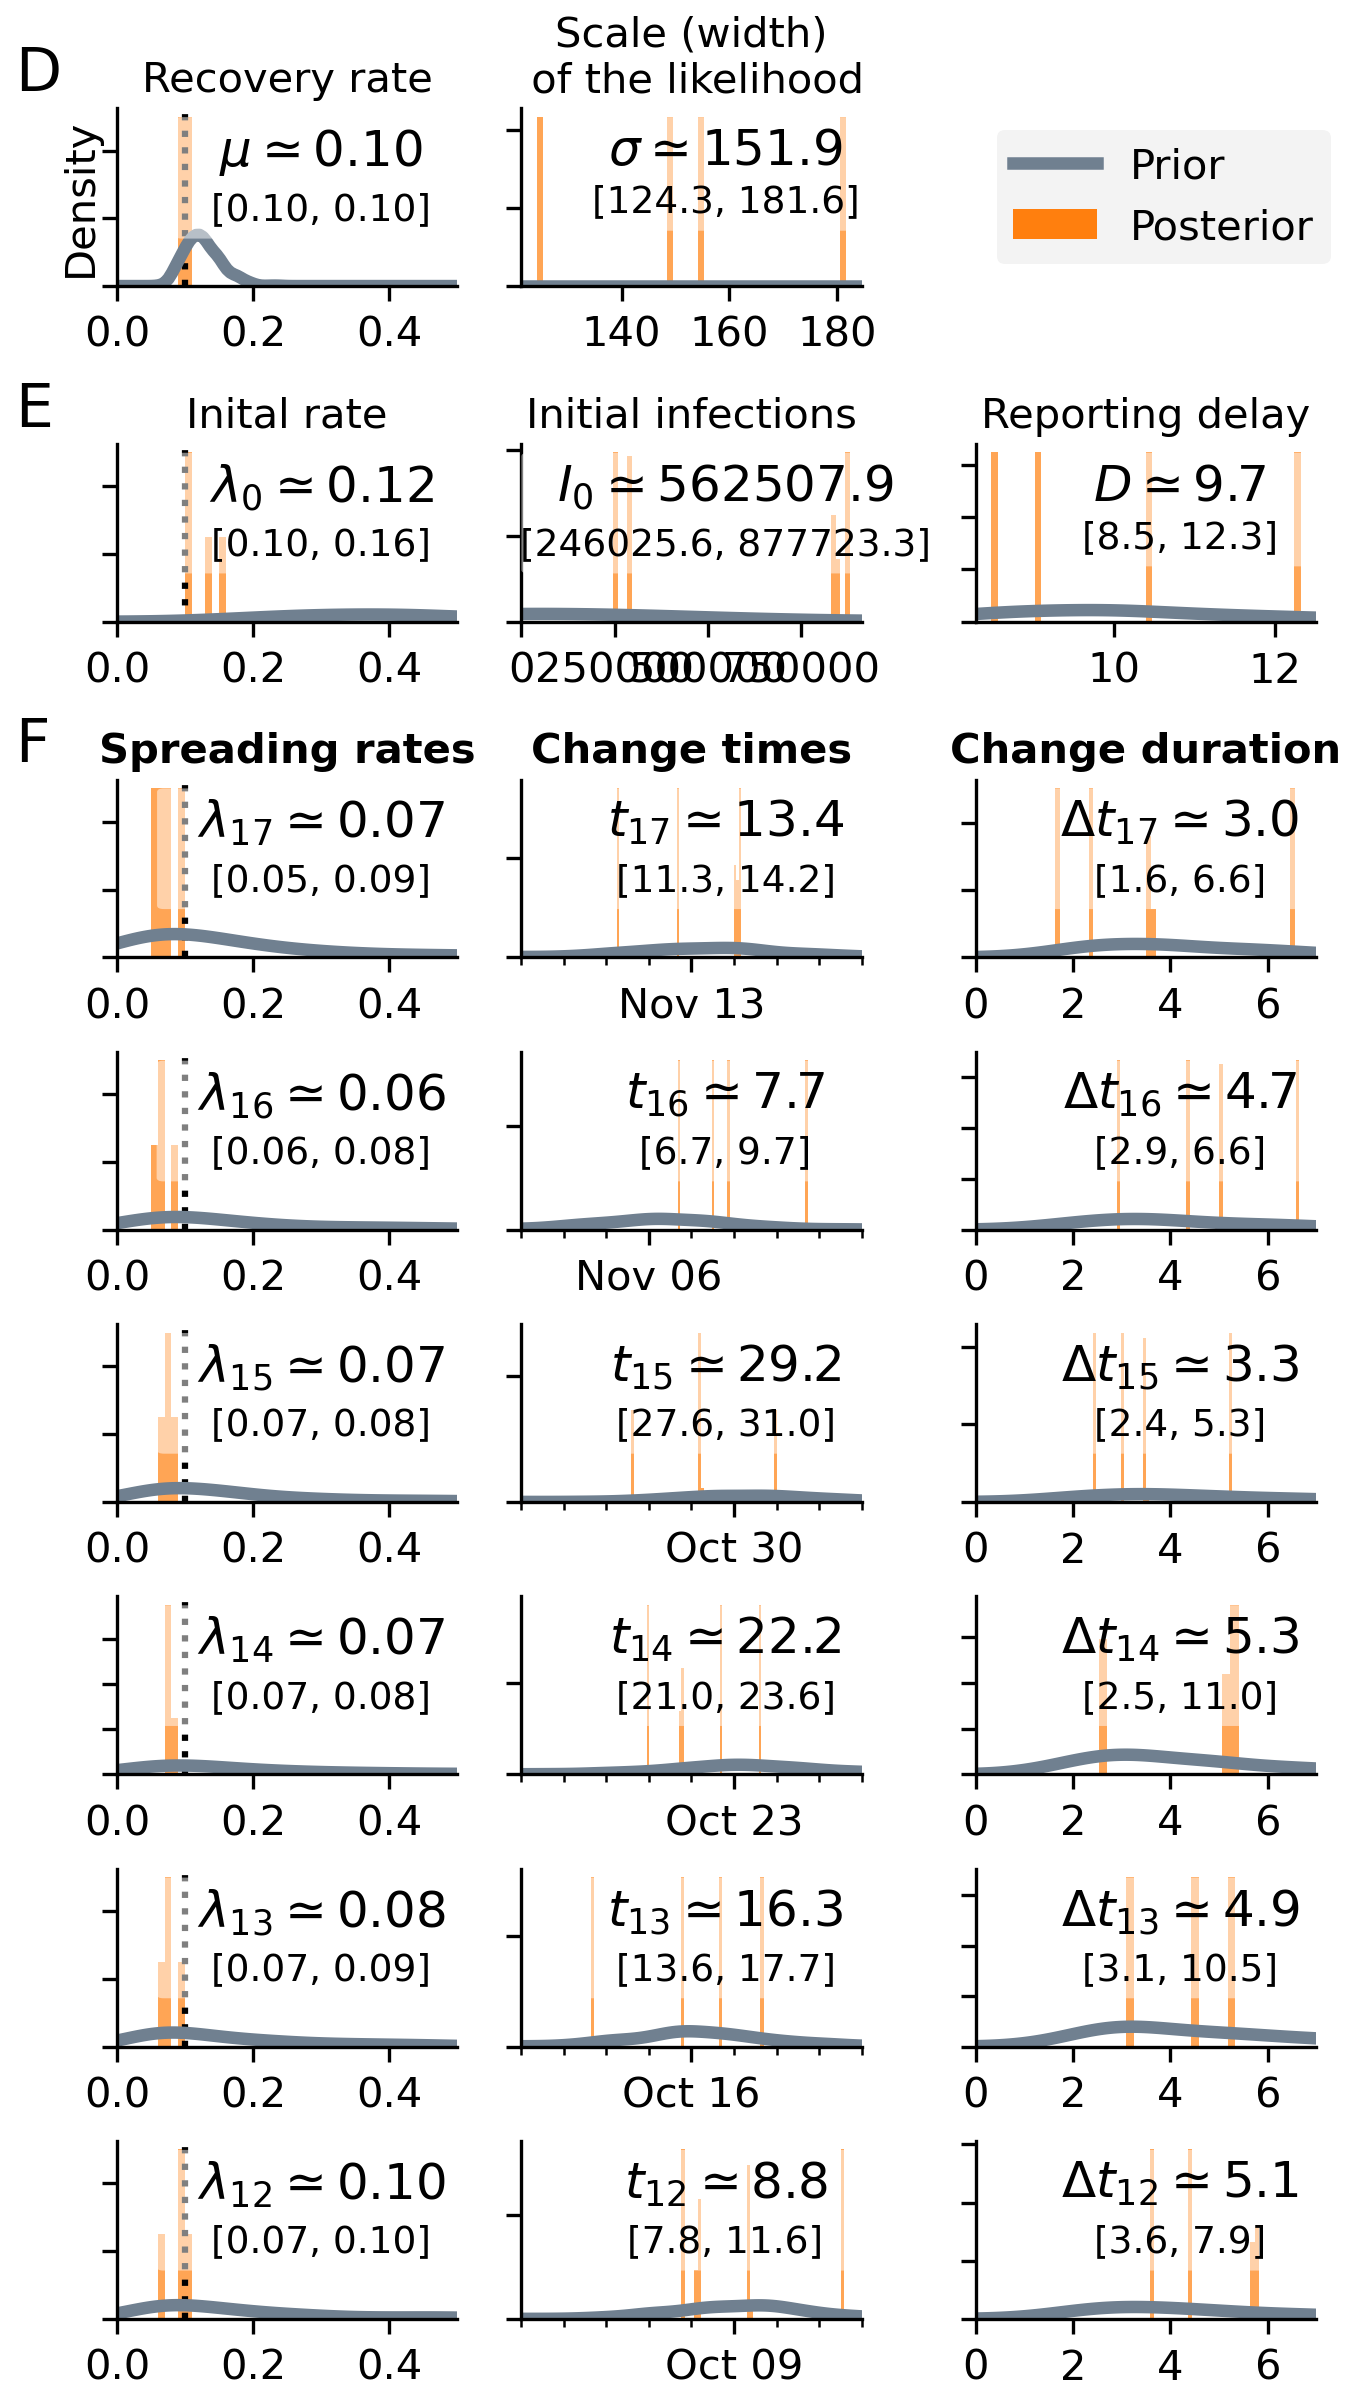 D
Recovery rate
Scale (width)
of the likelihood
Density
μ ≃ 0.10
[0.10, 0.10]
σ ≃ 151.9
[124.3, 181.6]
Prior
Posterior
0.0 0.2 0.4
140 160 180
E
Inital rate
Initial infections
Reporting delay
λ0 ≃ 0.12
[0.10, 0.16]
I0 ≃ 562507.9
[246025.6, 877723.3]
D ≃ 9.7
[8.5, 12.3]
0.0 0.2 0.4
0 250000 500000 750000
10 12
F
Spreading rates
Change times
Change duration
λ17 ≃ 0.07
[0.05, 0.09]
t17 ≃ 13.4
[11.3, 14.2]
Δt17 ≃ 3.0
[1.6, 6.6]
0.0 0.2 0.4
Nov 13
0 2 4 6
λ16 ≃ 0.06
[0.06, 0.08]
t16 ≃ 7.7
[6.7, 9.7]
Δt16 ≃ 4.7
[2.9, 6.6]
0.0 0.2 0.4
Nov 06
0 2 4 6
λ15 ≃ 0.07
[0.07, 0.08]
t15 ≃ 29.2
[27.6, 31.0]
Δt15 ≃ 3.3
[2.4, 5.3]
0.0 0.2 0.4
Oct 30
0 2 4 6
λ14 ≃ 0.07
[0.07, 0.08]
t14 ≃ 22.2
[21.0, 23.6]
Δt14 ≃ 5.3
[2.5, 11.0]
0.0 0.2 0.4
Oct 23
0 2 4 6
λ13 ≃ 0.08
[0.07, 0.09]
t13 ≃ 16.3
[13.6, 17.7]
Δt13 ≃ 4.9
[3.1, 10.5]
0.0 0.2 0.4
Oct 16
0 2 4 6
λ12 ≃ 0.10
[0.07, 0.10]
t12 ≃ 8.8
[7.8, 11.6]
Δt12 ≃ 5.1
[3.6, 7.9]
0.0 0.2 0.4
Oct 09
0 2 4 6